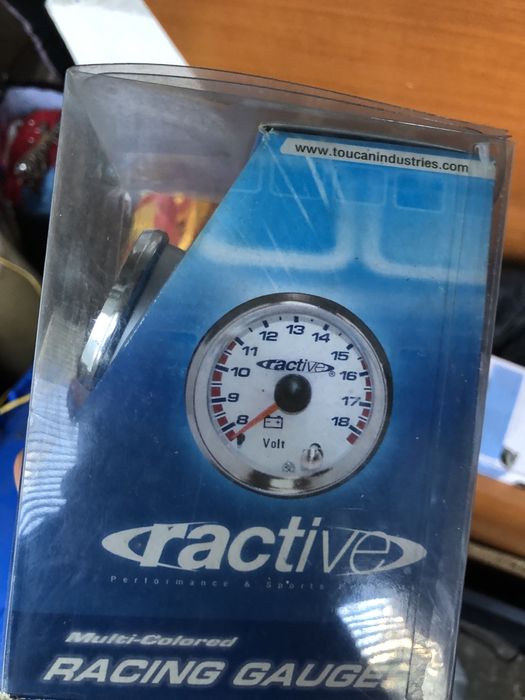 www.toucanindustries.com
12 13 14
11 15
10 ractive® 16
9 17
8 18
Volt
ractive®
Performance & Sports
Multi-Colored
RACING GAUGE